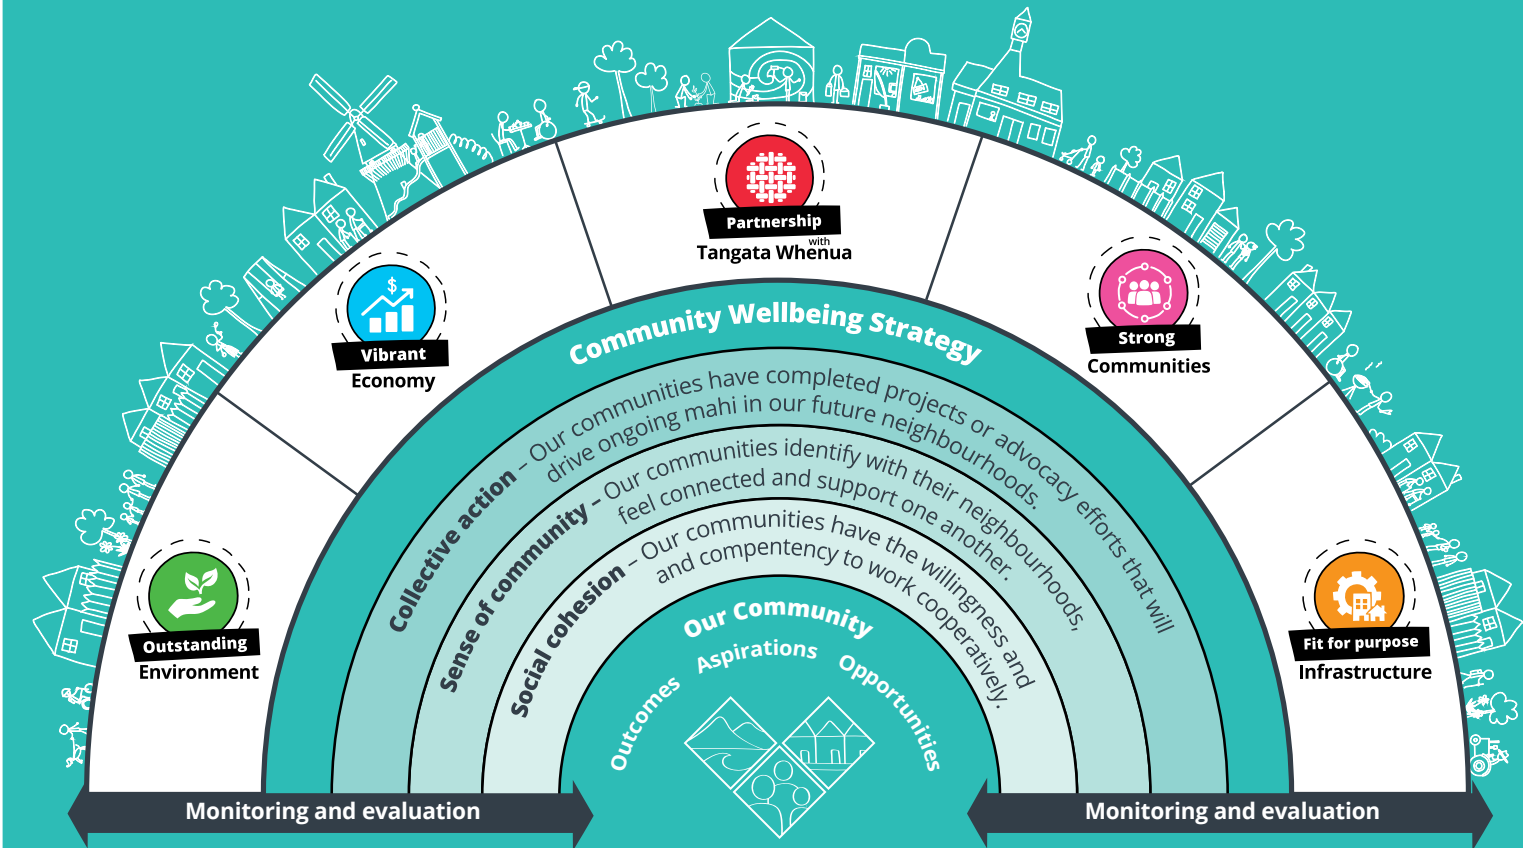 Partnership
with
Tangata Whenua
Vibrant
Economy
Strong
Communities
Outstanding
Environment
Fit for purpose
Infrastructure
Community Wellbeing Strategy
Collective action – Our communities have completed projects or advocacy efforts that will
drive ongoing mahi in our future neighbourhoods.
Sense of community – Our communities identify with their neighbourhoods,
feel connected and support one another.
Social cohesion – Our communities have the willingness and
and compentency to work cooperatively.
Our Community
Outcomes Aspirations Opportunities
Monitoring and evaluation
Monitoring and evaluation